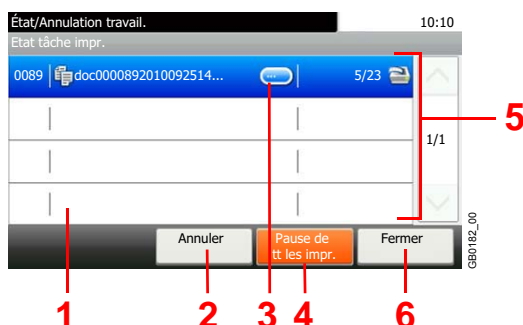 État/Annulation travail. 10:10
Etat tâche impr.
0089 doc0000892010092514... ... 5/23
5
1/1
Annuler Pause de tt les impr. Fermer
GB0182_00
1 2 3 4 6